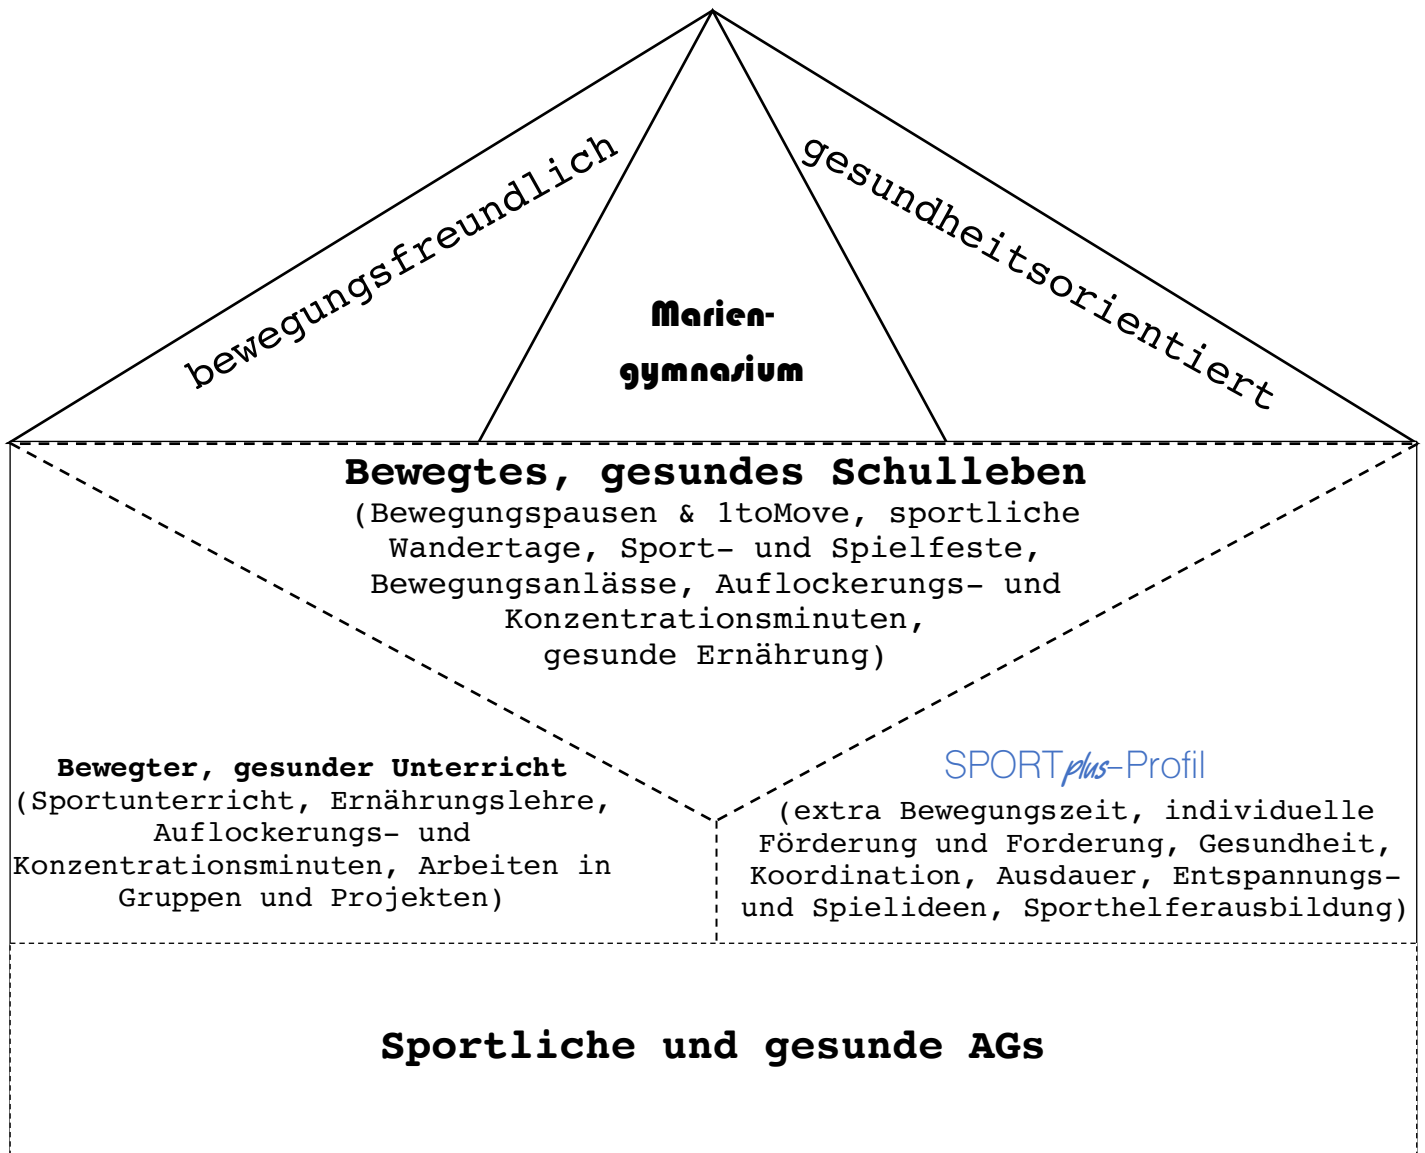 bewegungsfreundlich
gesundheitsorientiert
Marien-
gymnasium
Bewegtes, gesundes Schulleben
(Bewegungspausen & 1toMove, sportliche
Wandertage, Sport- und Spielfeste,
Bewegungsanlässe, Auflockerungs- und
Konzentrationsminuten,
gesunde Ernährung)
Bewegter, gesunder Unterricht
(Sportunterricht, Ernährungslehre,
Auflockerungs- und
Konzentrationsminuten, Arbeiten in
Gruppen und Projekten)
SPORTplus-Profil
(extra Bewegungszeit, individuelle
Förderung und Forderung, Gesundheit,
Koordination, Ausdauer, Entspannungs-
und Spielideen, Sporthelferausbildung)
Sportliche und gesunde AGs